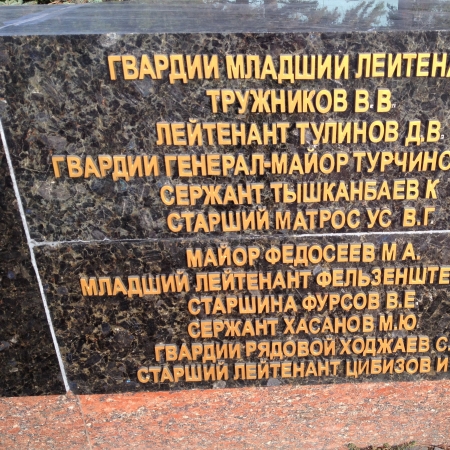 ГВАРДИИ МЛАДШИЙ ЛЕЙТЕНА
ТРУЖНИКОВ В.В.
ЛЕЙТЕНАНТ ТУЛИНОВ Д.В.
ГВАРДИИ ГЕНЕРАЛ-МАЙОР ТУРЧИНС
СЕРЖАНТ ТЫШКАНБАЕВ К
СТАРШИЙ МАТРОС УС В.Г.
МАЙОР ФЕДОСЕЕВ М А.
МЛАДШИЙ ЛЕЙТЕНАНТ ФЕЛЬЗЕНШТЕ
СТАРШИНА ФУРСОВ В.Е
СЕРЖАНТ ХАСАНОВ М.Ю.
ГВАРДИИ РЯДОВОЙ ХОДЖАЕВ С.
СТАРШИЙ ЛЕЙТЕНАНТ ЦИБИЗОВ И